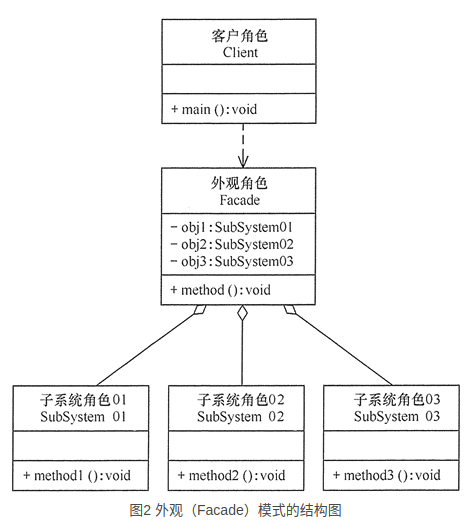 客户角色
Client
+ main ():void
外观角色
Facade
- obj1:SubSystem01
- obj2:SubSystem02
- obj3:SubSystem03
+ method ():void
子系统角色01
SubSystem 01
+ method1 ():void
子系统角色02
SubSystem 02
+ method2 ():void
子系统角色03
SubSystem 03
+ method3 ():void
图2 外观（Facade）模式的结构图